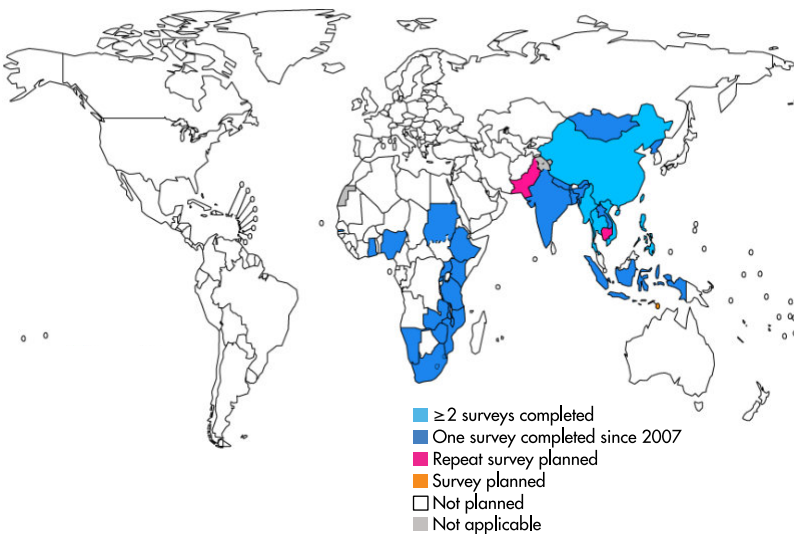 ≥2 surveys completed
One survey completed since 2007
Repeat survey planned
Survey planned
Not planned
Not applicable